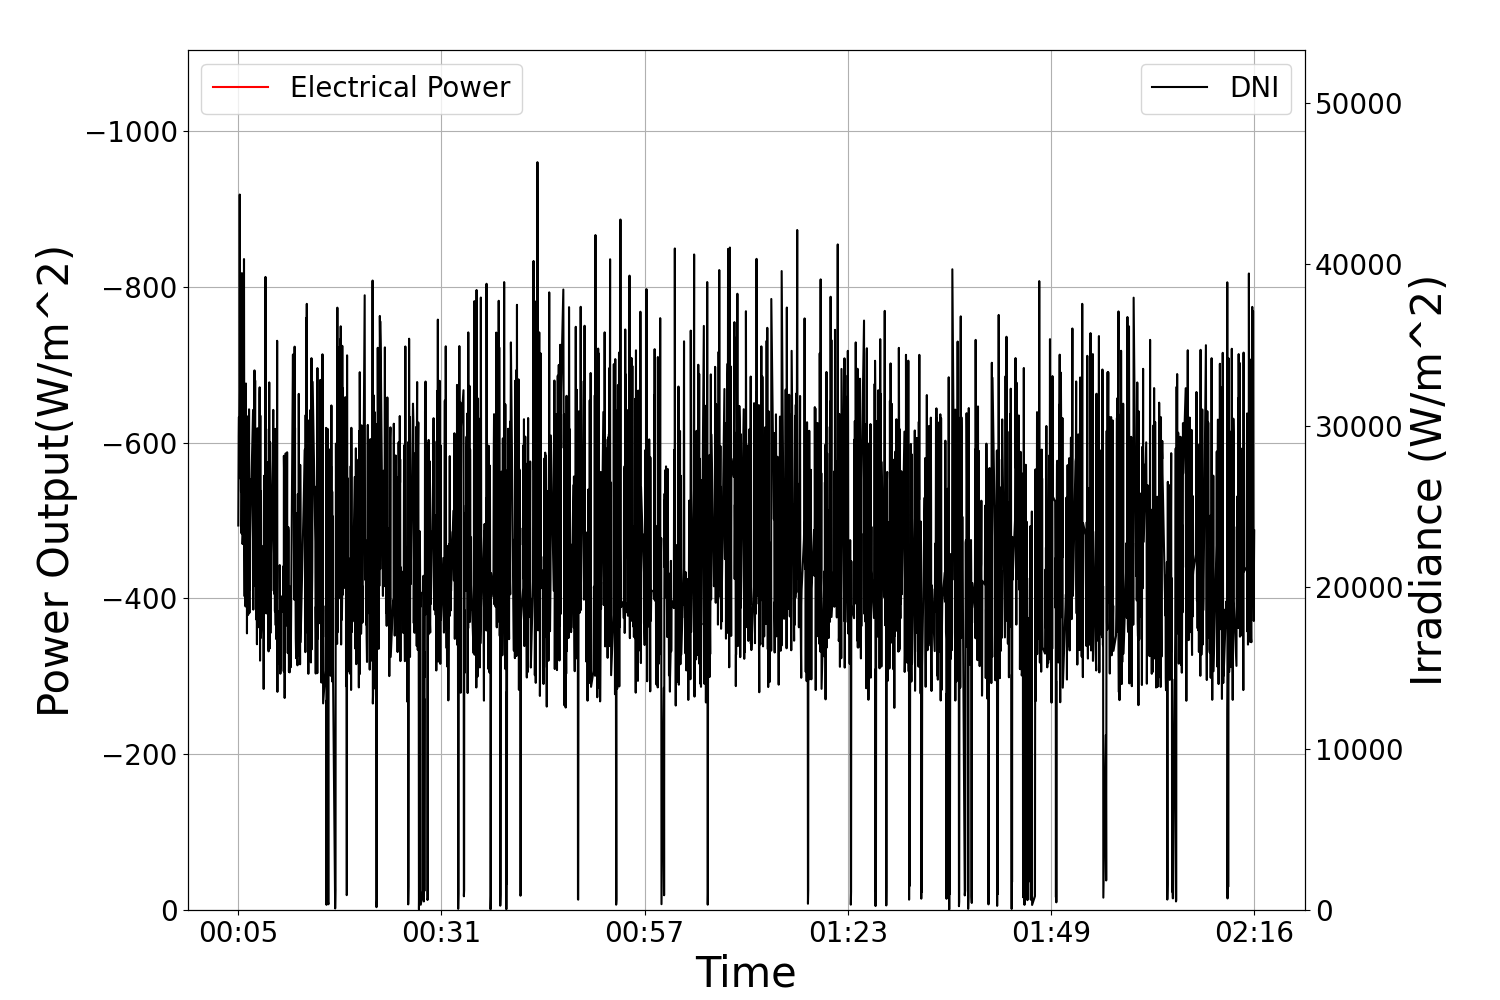 Electrical Power
DNI
−1000
−800
−600
−400
−200
0
Power Output(W/m^2)
50000
40000
30000
20000
10000
0
Irradiance (W/m^2)
00:05 00:31 00:57 01:23 01:49 02:16
Time